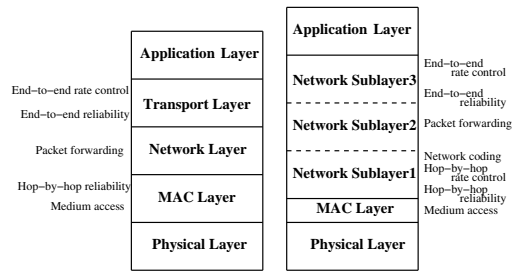 Application Layer
End-to-end rate control
Transport Layer
End-to-end reliability
Packet forwarding
Network Layer
Hop-by-hop reliability
MAC Layer
Medium access
Physical Layer
Application Layer
End-to-end
rate control
Network Sublayer3
End-to-end
reliability
Network Sublayer2
Packet forwarding
Network coding
Network Sublayer1
Hop-by-hop
rate control
Hop-by-hop
reliability
MAC Layer
Medium access
Physical Layer